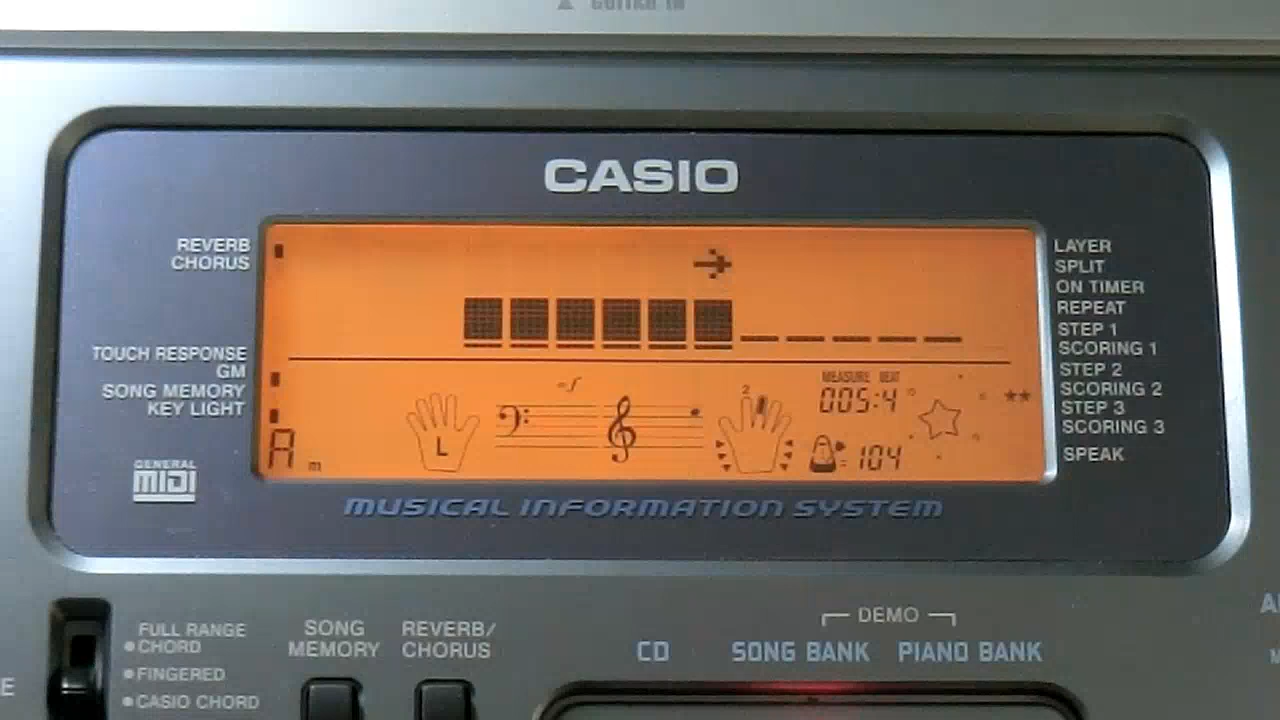 CASIO
REVERB
CHORUS
TOUCH RESPONSE
GM
SONG MEMORY
KEY LIGHT
GENERAL
MIDI
L
MEASURE BEAT
005:4
2
=104
Am
LAYER
SPLIT
ON TIMER
REPEAT
STEP 1
SCORING 1
STEP 2
SCORING 2
STEP 3
SCORING 3
SPEAK
MUSICAL INFORMATION SYSTEM
FULL RANGE
CHORD
FINGERED
CASIO CHORD
SONG
MEMORY
REVERB/
CHORUS
DEMO
CD
SONG BANK
PIANO BANK